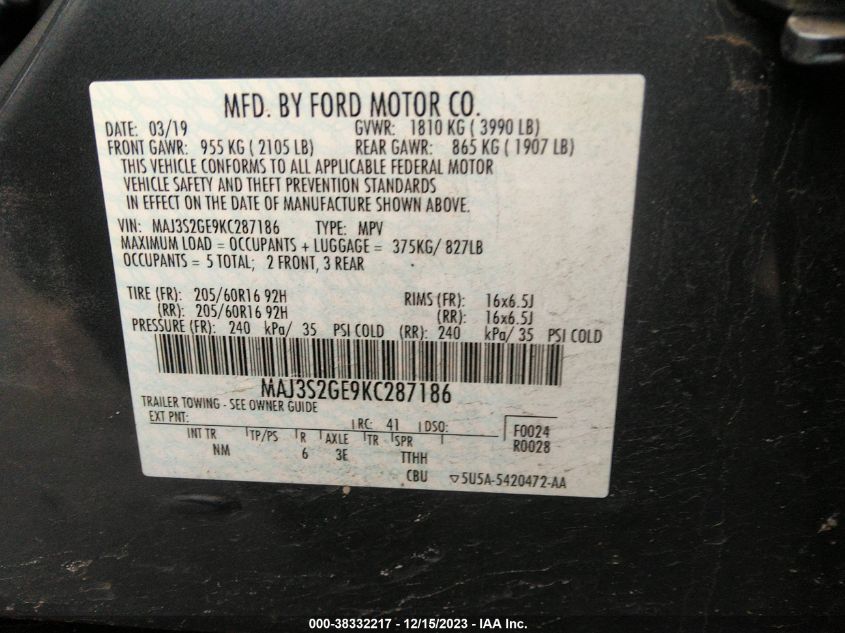 MFD. BY FORD MOTOR CO.
DATE: 03/19 GVWR: 1810 KG ( 3990 LB)
FRONT GAWR: 955 KG ( 2105 LB) REAR GAWR: 865 KG ( 1907 LB)
THIS VEHICLE CONFORMS TO ALL APPLICABLE FEDERAL MOTOR
VEHICLE SAFETY AND THEFT PREVENTION STANDARDS
IN EFFECT ON THE DATE OF MANUFACTURE SHOWN ABOVE.
VIN: MAJ3S2GE9KC287186 TYPE: MPV
MAXIMUM LOAD = OCCUPANTS + LUGGAGE = 375KG/ 827LB
OCCUPANTS = 5 TOTAL; 2 FRONT, 3 REAR
TIRE (FR): 205/60R16 92H RIMS (FR): 16x6.5J
(RR): 205/60R16 92H (RR): 16x6.5J
PRESSURE (FR): 240 kPa/ 35 PSI COLD (RR): 240 kPa/ 35 PSI COLD
MAJ3S2GE9KC287186
TRAILER TOWING - SEE OWNER GUIDE
EXT PNT: RC: 41 DSO: F0024
INT TR TP/PS R AXLE TR SPR R0028
NM 6 3E TTHH
CBU ▽5U5A-5420472-AA
000-38332217 - 12/15/2023 - IAA Inc.